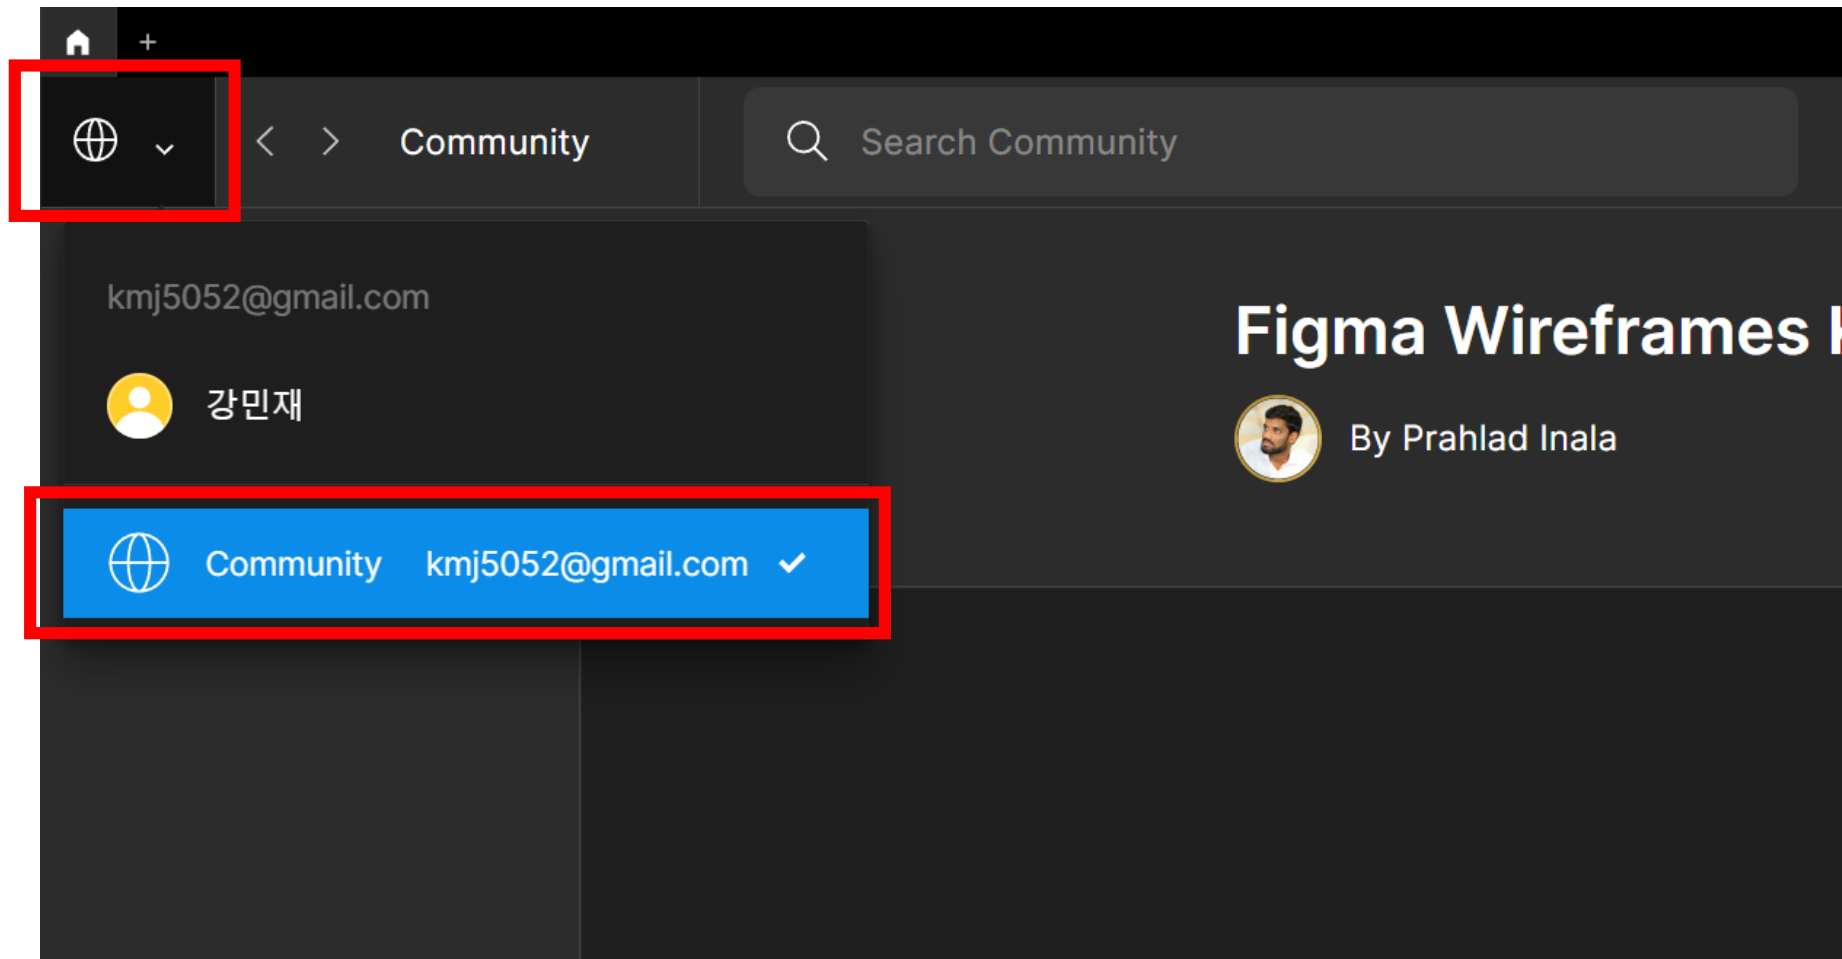 Community
Search Community
kmj5052@gmail.com
강민재
Community kmj5052@gmail.com
Figma Wireframes
By Prahlad Inala